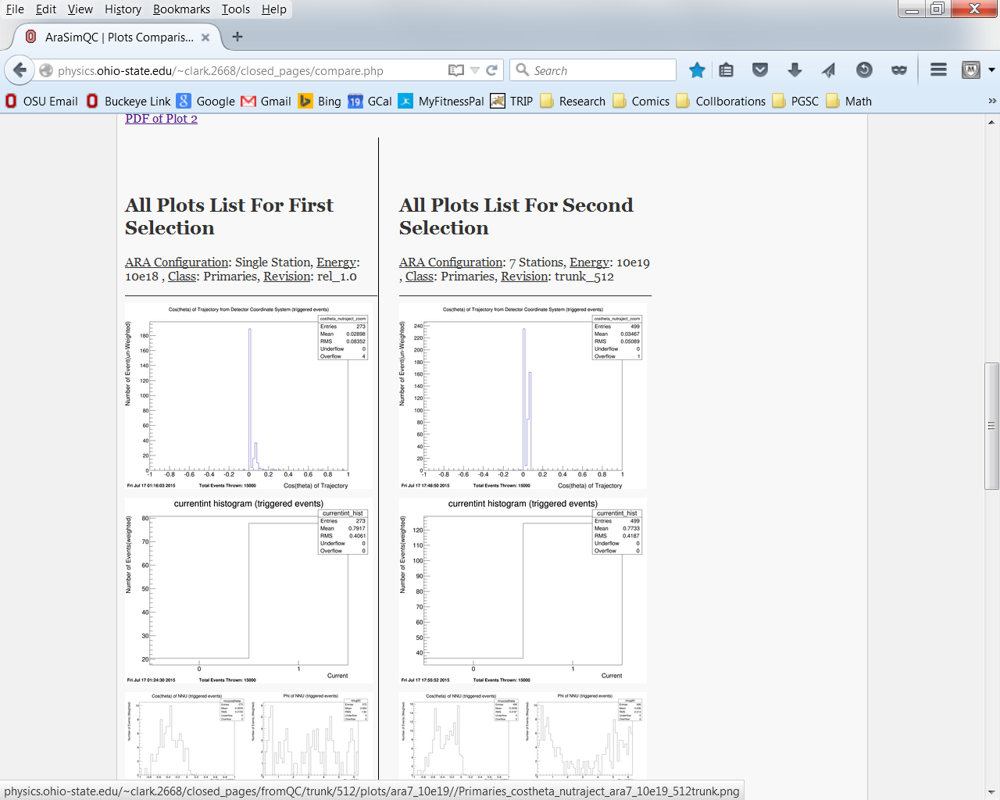 File Edit View History Bookmarks Tools Help
AraSimQC | Plots Comparis...
physics.ohio-state.edu/~clark.2668/closed_pages/compare.php
Search
OSU Email Buckeye Link Google Gmail Bing 19 GCal MyFitnessPal TRIP Research Comics Collborations PGSC Math
PDF of Plot 2
All Plots List For First
Selection
ARA Configuration: Single Station, Energy:
10e18 , Class: Primaries, Revision: rel_1.0
Cos(theta) of Trajectory from Detector Coordinate System (triggered events)
costheta_nutraject_zoom
Entries 273
Mean 0.02898
RMS 0.08352
Underflow 0
Overflow 4
Number of Event(un-Weighted)
180
160
140
120
100
80
60
40
20
0
-1 -0.8 -0.6 -0.4 -0.2 0 0.2 0.4 0.6 0.8 1
Cos(theta) of Trajectory
Fri Jul 17 01:16:03 2015 Total Events Thrown: 15000
currentint histogram (triggered events)
currentint_hist
Entries 273
Mean 0.7917
RMS 0.4061
Underflow 0
Overflow 0
Number of Events(weighted)
80
70
60
50
40
30
20
0 1
Current
Fri Jul 17 01:24:30 2015 Total Events Thrown: 15000
Cos(theta) of NNU (triggered events)
Phi of NNU (triggered events)
All Plots List For Second
Selection
ARA Configuration: 7 Stations, Energy: 10e19
, Class: Primaries, Revision: trunk_512
Cos(theta) of Trajectory from Detector Coordinate System (triggered events)
costheta_nutraject_zoom
Entries 499
Mean 0.03467
RMS 0.05089
Underflow 0
Overflow 1
Number of Event(un-Weighted)
240
220
200
180
160
140
120
100
80
60
40
20
0
-1 -0.8 -0.6 -0.4 -0.2 0 0.2 0.4 0.6 0.8 1
Cos(theta) of Trajectory
Fri Jul 17 17:48:50 2015 Total Events Thrown: 15000
currentint histogram (triggered events)
currentint_hist
Entries 499
Mean 0.7733
RMS 0.4187
Underflow 0
Overflow 0
Number of Events(weighted)
120
110
100
90
80
70
60
50
40
0 1
Current
Fri Jul 17 17:55:52 2015 Total Events Thrown: 15000
Cos(theta) of NNU (triggered events)
Phi of NNU (triggered events)
physics.ohio-state.edu/~clark.2668/closed_pages/fromQC/trunk/512/plots/ara7_10e19//Primaries_costheta_nutraject_ara7_10e19_512trunk.png